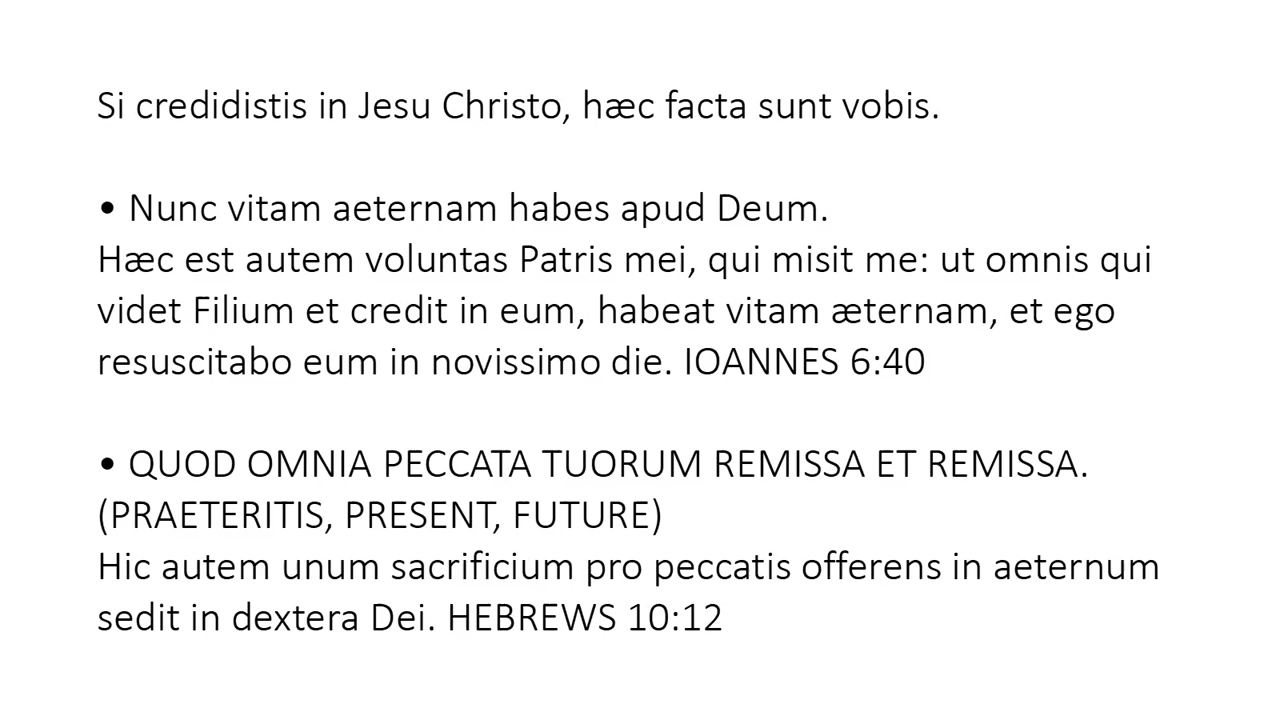 Si credidistis in Jesu Christo, hæc facta sunt vobis.
• Nunc vitam aeternam habes apud Deum.
Hæc est autem voluntas Patris mei, qui misit me: ut omnis qui
videt Filium et credit in eum, habeat vitam æternam, et ego
resuscitabo eum in novissimo die. IOANNES 6:40
• QUOD OMNIA PECCATA TUORUM REMISSA ET REMISSA.
(PRAETERITIS, PRESENT, FUTURE)
Hic autem unum sacrificium pro peccatis offerens in aeternum
sedit in dextera Dei. HEBREWS 10:12